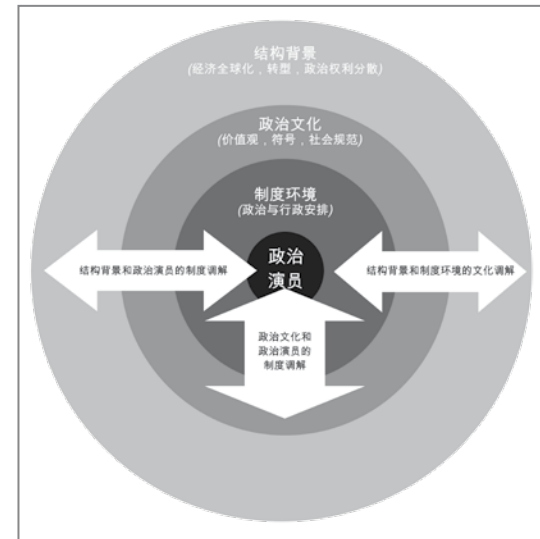 结构背景
(经济全球化，转型，政治权利分散)
政治文化
(价值观，符号，社会规范)
制度环境
(政治与行政安排)
政治
演员
结构背景和政治演员的制度调解
结构背景和制度环境的文化调解
政治文化和
政治演员的
制度调解